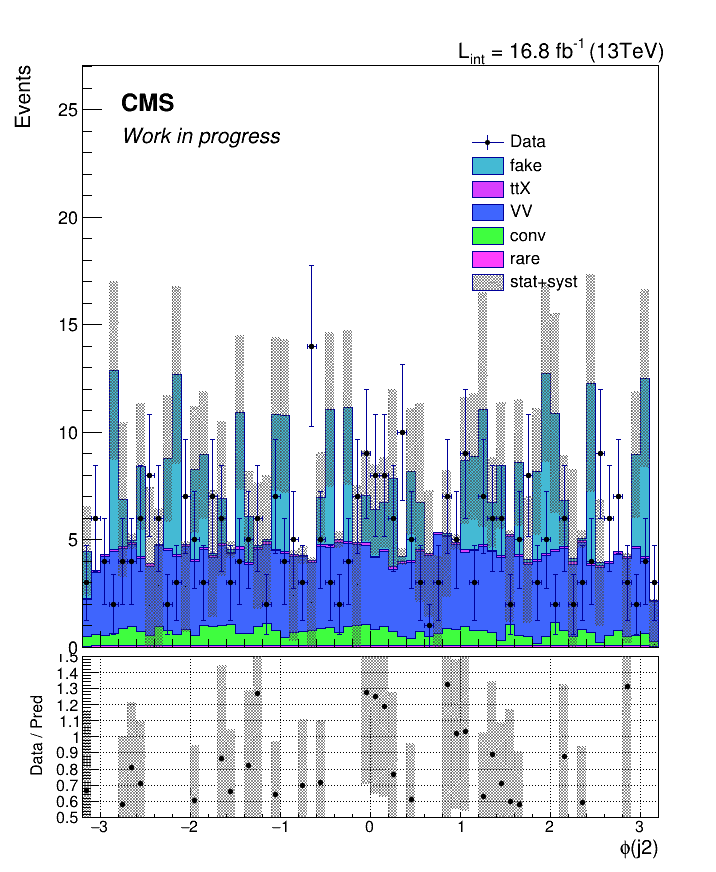 L_int = 16.8 fb^-1 (13TeV)
Events
CMS
Work in progress
Data
fake
ttX
VV
conv
rare
stat+syst
25
20
15
10
5
0
1.5
1.4
1.3
1.2
1.1
1
0.9
0.8
0.7
0.6
0.5
Data / Pred
−3 −2 −1 0 1 2 3
ϕ(j2)